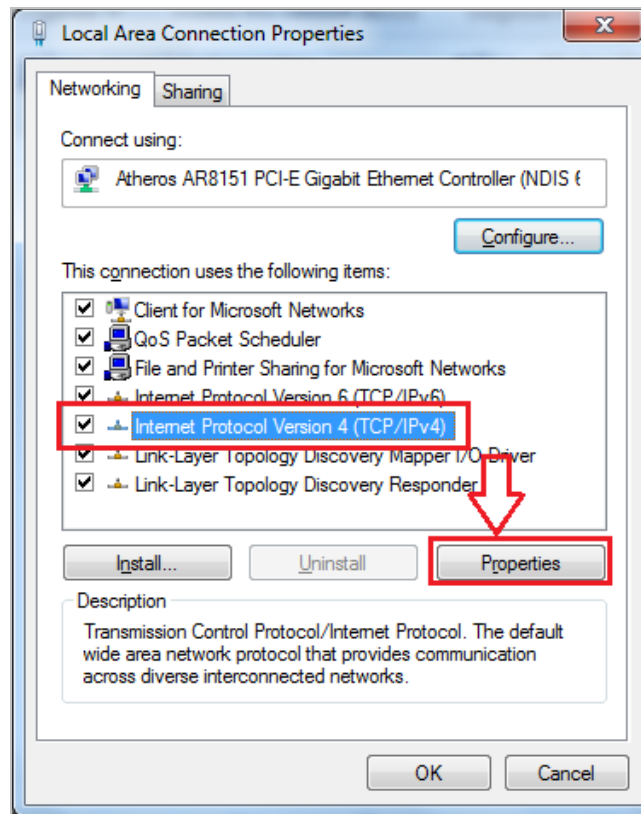 Local Area Connection Properties
Networking
Sharing
Connect using:
Atheros AR8151 PCI-E Gigabit Ethernet Controller (NDIS 6
Configure...
This connection uses the following items:
Client for Microsoft Networks
QoS Packet Scheduler
File and Printer Sharing for Microsoft Networks
Internet Protocol Version 6 (TCP/IPv6)
Internet Protocol Version 4 (TCP/IPv4)
Link-Layer Topology Discovery Mapper I/O Driver
Link-Layer Topology Discovery Responder
Install...
Uninstall
Properties
Description
Transmission Control Protocol/Internet Protocol. The default
wide area network protocol that provides communication
across diverse interconnected networks.
OK
Cancel